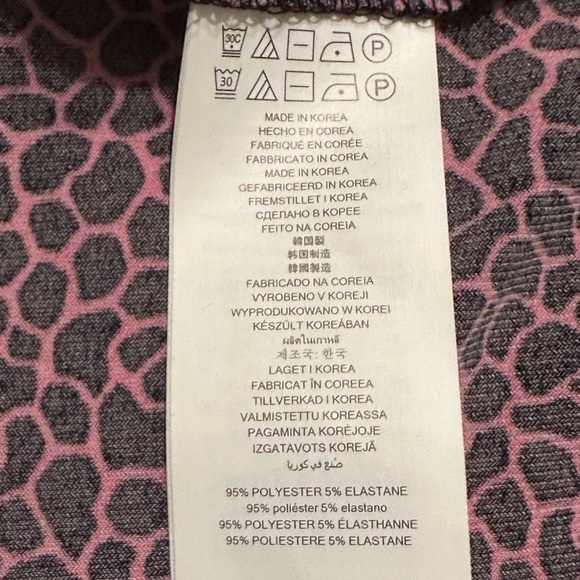 30C P
30 P
MADE IN KOREA
HECHO EN COREA
FABRIQUÉ EN CORÉE
FABBRICATO IN COREA
MADE IN KOREA
GEFABRICEERD IN KOREA
FREMSTILLET I KOREA
СДЕЛАНО В КОРЕЕ
FEITO NA COREIA
韓国製
韩国制造
韓國製造
FABRICADO NA COREIA
VYROBENO V KOREJI
WYPRODUKOWANO W KOREI
KÉSZÜLT KOREÁBAN
ผลิตในเกาหลี
제조국: 한국
LAGET I KOREA
FABRICAT ÎN COREEA
TILLVERKAD I KOREA
VALMISTETTU KOREASSA
PAGAMINTA KORĖJOJE
IZGATAVOTS KOREJĀ
صُنع في كوريا
95% POLYESTER 5% ELASTANE
95% poliéster 5% elastano
95% POLYESTER 5% ÉLASTHANNE
95% POLIESTERE 5% ELASTANE